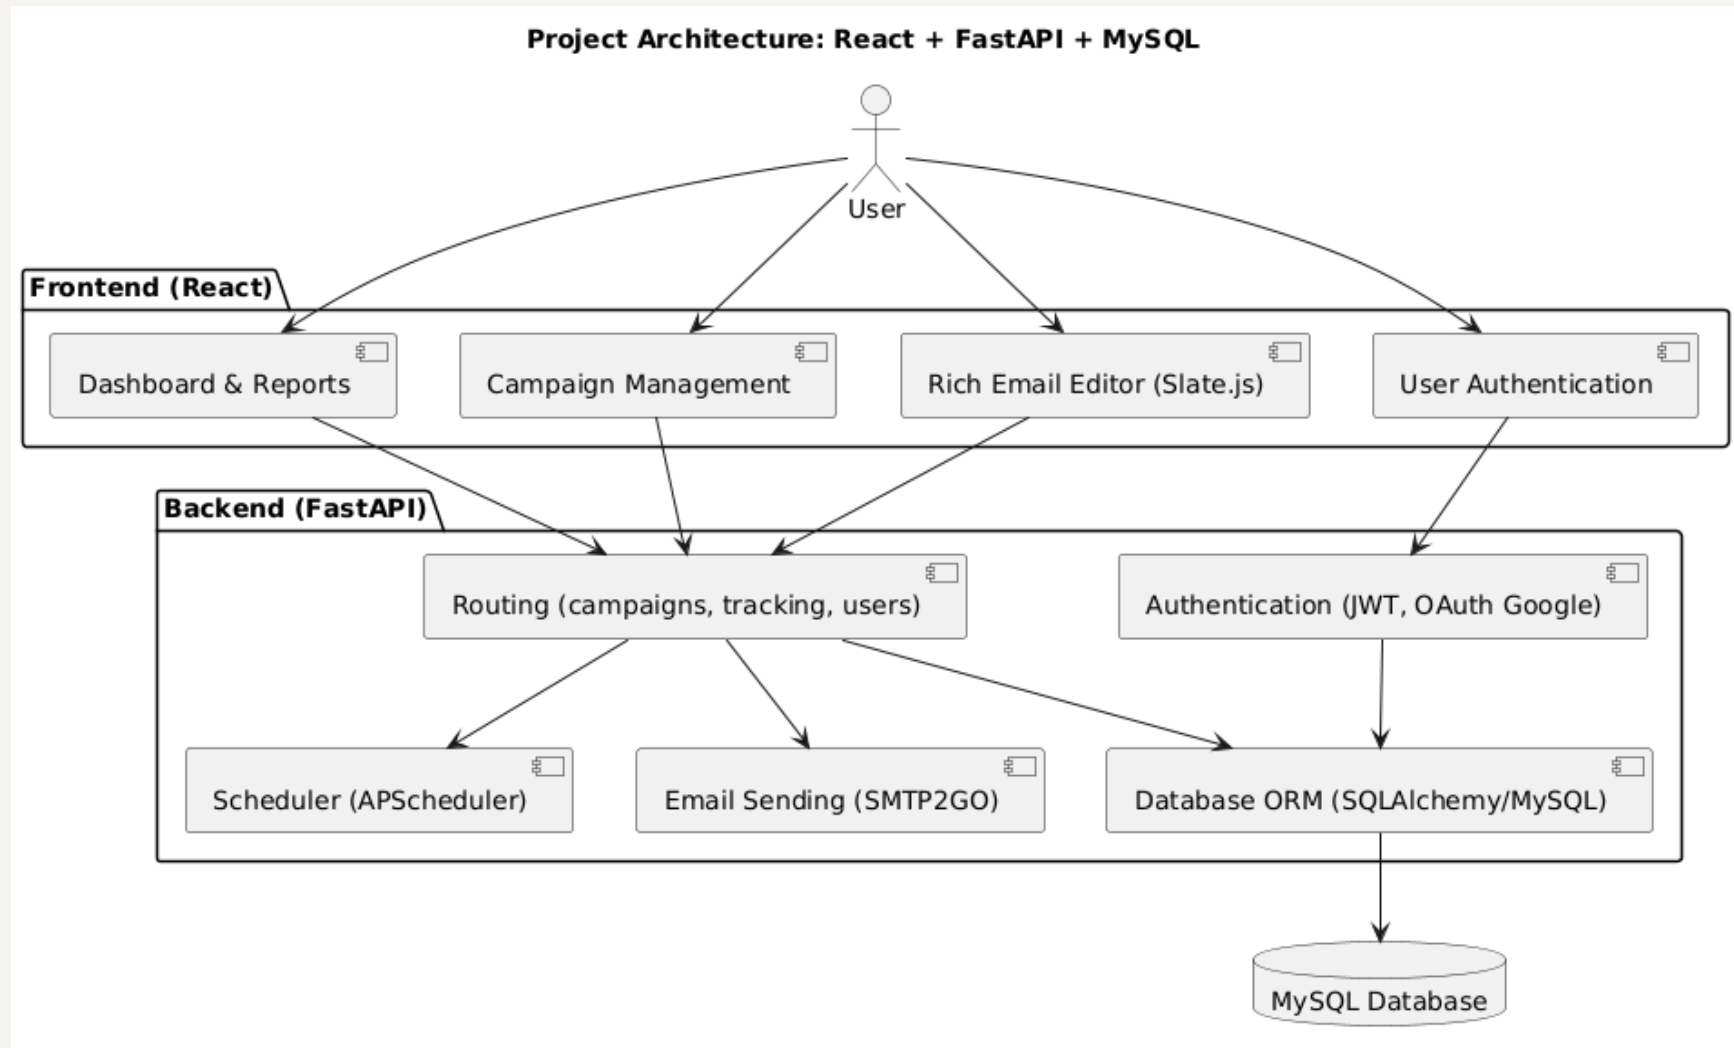 Project Architecture: React + FastAPI + MySQL
User
Frontend (React)
Dashboard & Reports
Campaign Management
Rich Email Editor (Slate.js)
User Authentication
Backend (FastAPI)
Routing (campaigns, tracking, users)
Authentication (JWT, OAuth Google)
Scheduler (APScheduler)
Email Sending (SMTP2GO)
Database ORM (SQLAlchemy/MySQL)
MySQL Database